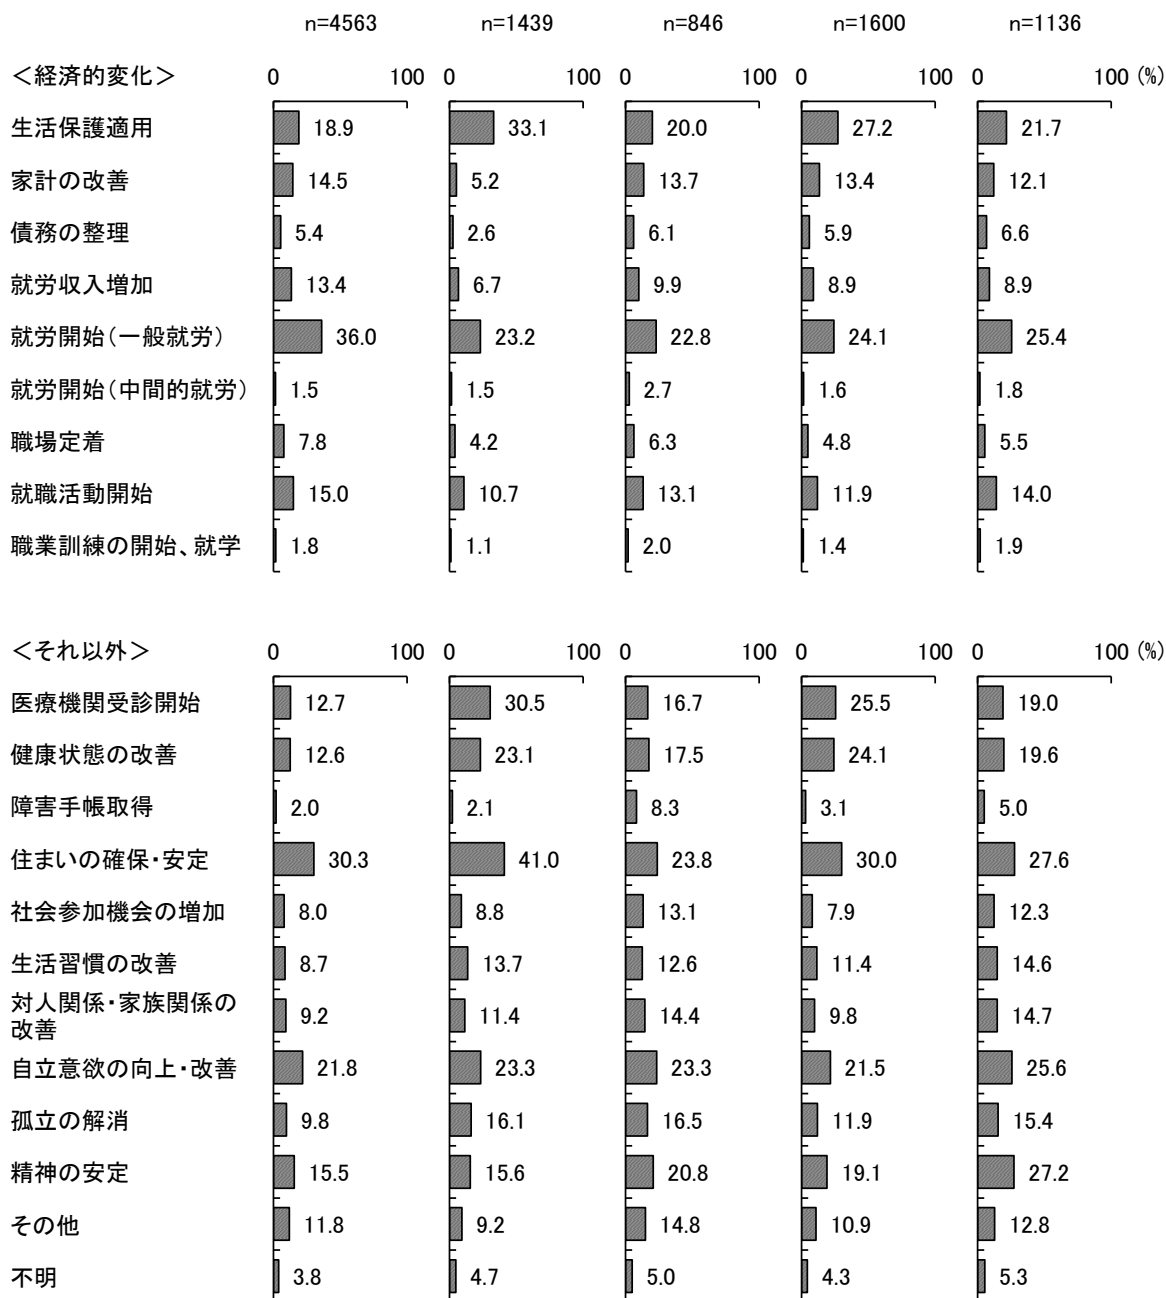 n=4563 n=1439 n=846 n=1600 n=1136
＜経済的変化＞ 0 100 0 100 0 100 0 100 0 100 (%)
生活保護適用 18.9 33.1 20.0 27.2 21.7
家計の改善 14.5 5.2 13.7 13.4 12.1
債務の整理 5.4 2.6 6.1 5.9 6.6
就労収入増加 13.4 6.7 9.9 8.9 8.9
就労開始（一般就労） 36.0 23.2 22.8 24.1 25.4
就労開始（中間的就労） 1.5 1.5 2.7 1.6 1.8
職場定着 7.8 4.2 6.3 4.8 5.5
就職活動開始 15.0 10.7 13.1 11.9 14.0
職業訓練の開始、就学 1.8 1.1 2.0 1.4 1.9
＜それ以外＞ 0 100 0 100 0 100 0 100 0 100 (%)
医療機関受診開始 12.7 30.5 16.7 25.5 19.0
健康状態の改善 12.6 23.1 17.5 24.1 19.6
障害手帳取得 2.0 2.1 8.3 3.1 5.0
住まいの確保・安定 30.3 41.0 23.8 30.0 27.6
社会参加機会の増加 8.0 8.8 13.1 7.9 12.3
生活習慣の改善 8.7 13.7 12.6 11.4 14.6
対人関係・家族関係の
改善 9.2 11.4 14.4 9.8 14.7
自立意欲の向上・改善 21.8 23.3 23.3 21.5 25.6
孤立の解消 9.8 16.1 16.5 11.9 15.4
精神の安定 15.5 15.6 20.8 19.1 27.2
その他 11.8 9.2 14.8 10.9 12.8
不明 3.8 4.7 5.0 4.3 5.3